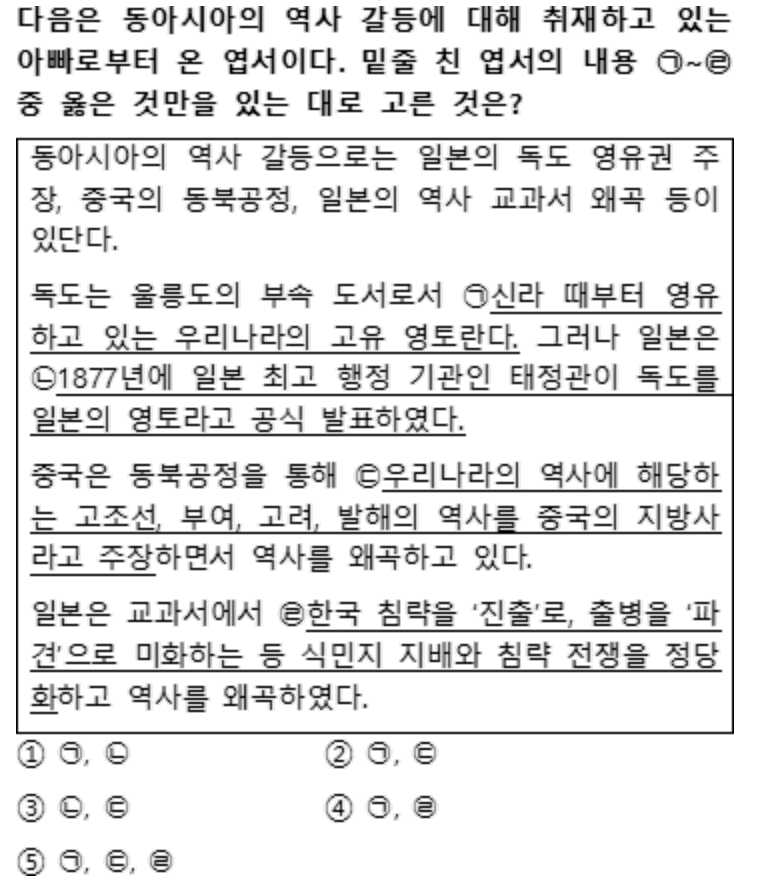 다음은 동아시아의 역사 갈등에 대해 취재하고 있는
아빠로부터 온 엽서이다. 밑줄 친 엽서의 내용 ㉠~㉣
중 옳은 것만을 있는 대로 고른 것은?
동아시아의 역사 갈등으로는 일본의 독도 영유권 주
장, 중국의 동북공정, 일본의 역사 교과서 왜곡 등이
있단다.
독도는 울릉도의 부속 도서로서 ㉠신라 때부터 영유
하고 있는 우리나라의 고유 영토란다. 그러나 일본은
㉡1877년에 일본 최고 행정 기관인 태정관이 독도를
일본의 영토라고 공식 발표하였다.
중국은 동북공정을 통해 ㉢우리나라의 역사에 해당하
는 고조선, 부여, 고려, 발해의 역사를 중국의 지방사
라고 주장하면서 역사를 왜곡하고 있다.
일본은 교과서에서 ㉣한국 침략을 '진출'로, 출병을 '파
견'으로 미화하는 등 식민지 지배와 침략 전쟁을 정당
화하고 역사를 왜곡하였다.
① ㉠, ㉡ ② ㉠, ㉢
③ ㉡, ㉢ ④ ㉠, ㉣
⑤ ㉠, ㉢, ㉣